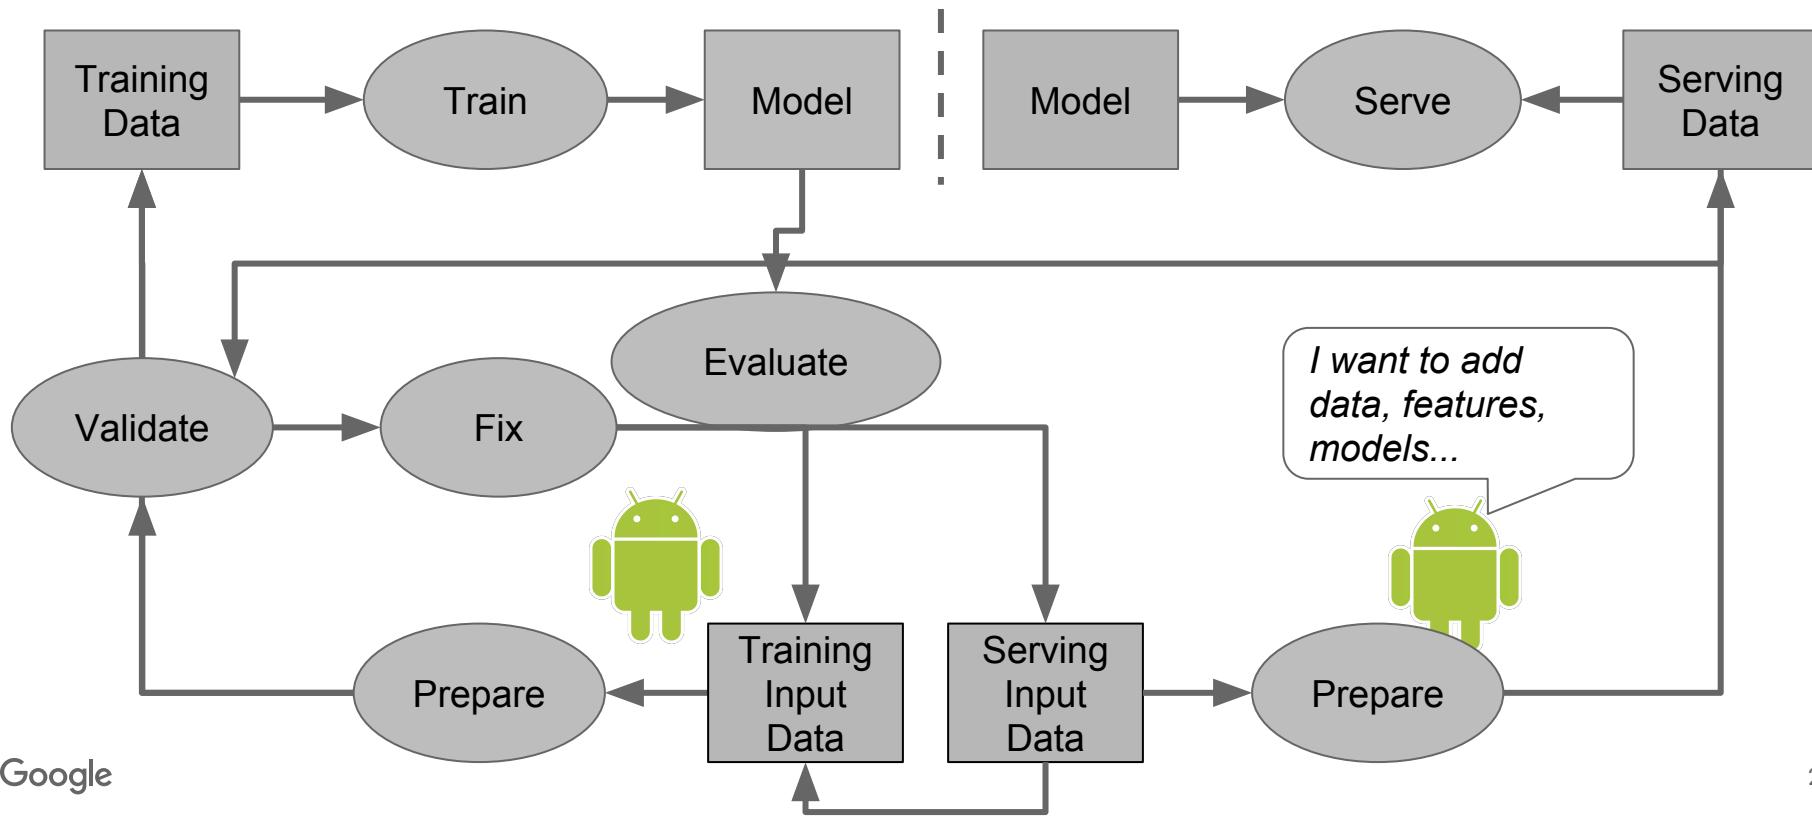 Training
Data
Train
Model
Model
Serve
Serving
Data
Evaluate
I want to add
data, features,
models...
Validate
Fix
Prepare
Training
Input
Data
Serving
Input
Data
Prepare
Google